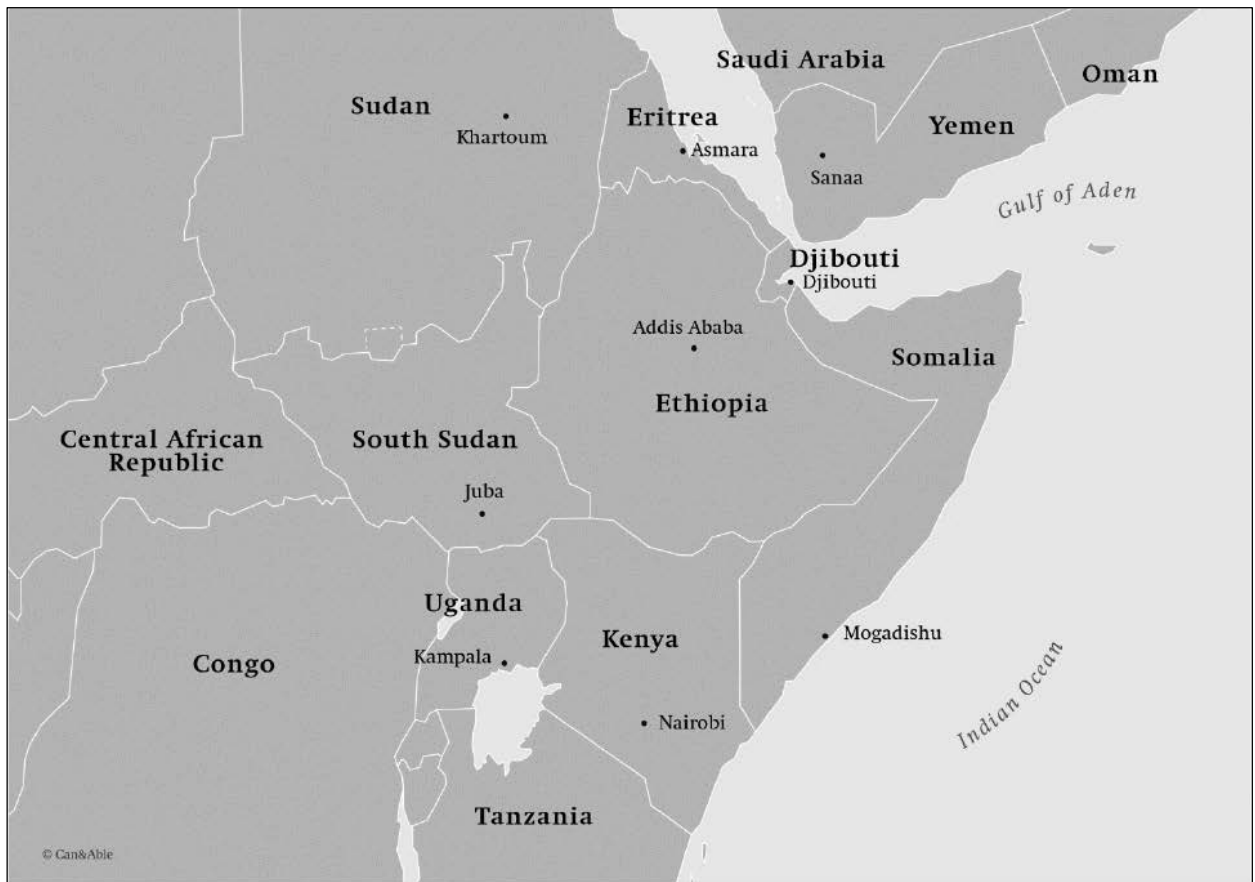 Saudi Arabia
Oman
Sudan
Eritrea
Yemen
Khartoum
Asmara
Sanaa
Gulf of Aden
Djibouti
Djibouti
Addis Ababa
Somalia
Ethiopia
Central African
Republic
South Sudan
Juba
Uganda
Kenya
Mogadishu
Kampala
Congo
Nairobi
Indian Ocean
Tanzania
© Can&Able